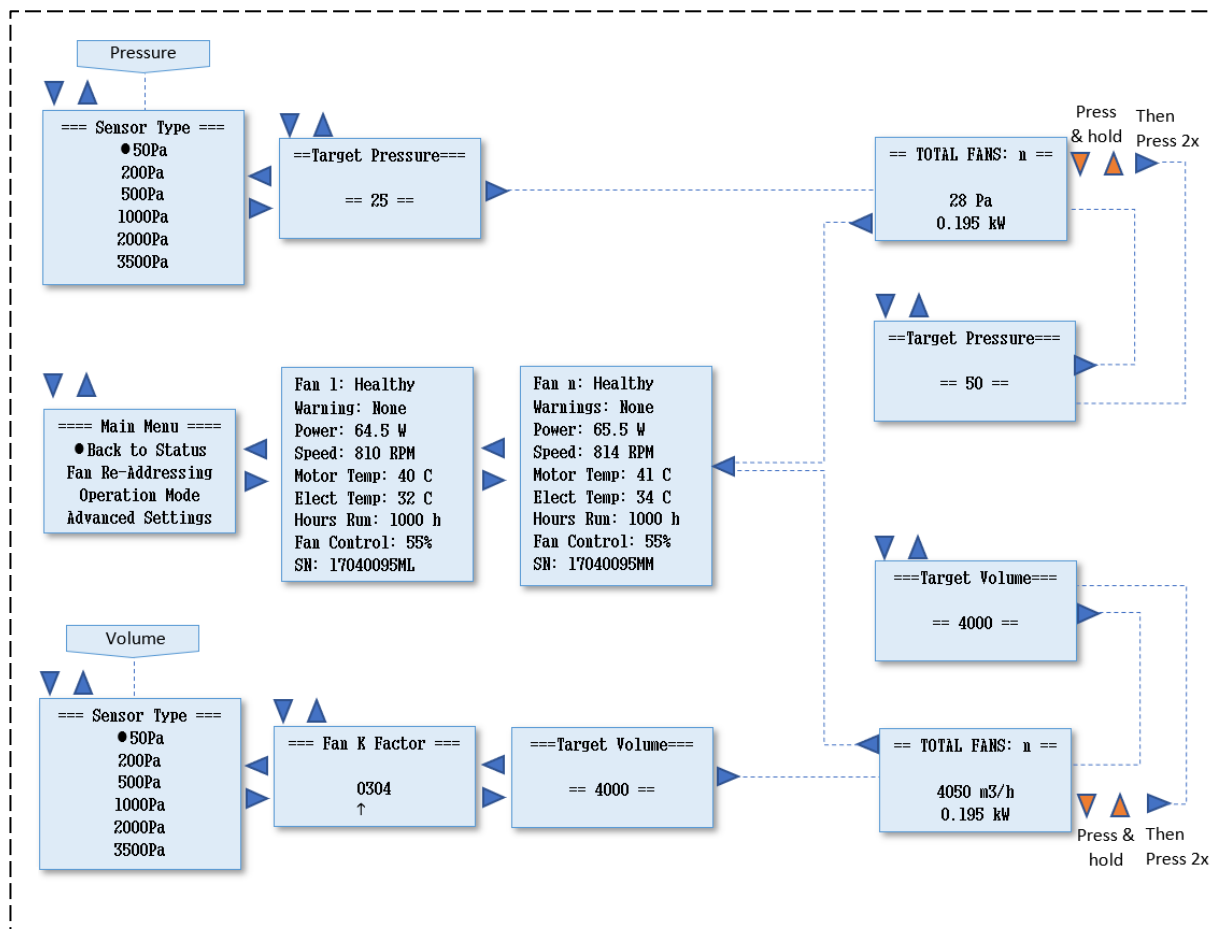 Pressure
=== Sensor Type ===
●50Pa
200Pa
500Pa
1000Pa
2000Pa
3500Pa
==Target Pressure===
== 25 ==
== TOTAL FANS: n ==
28 Pa
0.195 kW
Press
& hold
Then
Press 2x
==Target Pressure===
== 50 ==
==== Main Menu ====
●Back to Status
Fan Re-Addressing
Operation Mode
Advanced Settings
Fan 1: Healthy
Warning: None
Power: 64.5 W
Speed: 810 RPM
Motor Temp: 40 C
Elect Temp: 32 C
Hours Run: 1000 h
Fan Control: 55%
SN: 17040095ML
Fan n: Healthy
Warnings: None
Power: 65.5 W
Speed: 814 RPM
Motor Temp: 41 C
Elect Temp: 34 C
Hours Run: 1000 h
Fan Control: 55%
SN: 17040095MM
===Target Volume===
== 4000 ==
Volume
=== Sensor Type ===
●50Pa
200Pa
500Pa
1000Pa
2000Pa
3500Pa
=== Fan K Factor ===
0304
↑
===Target Volume===
== 4000 ==
== TOTAL FANS: n ==
4050 m3/h
0.195 kW
Press &
hold
Then
Press 2x